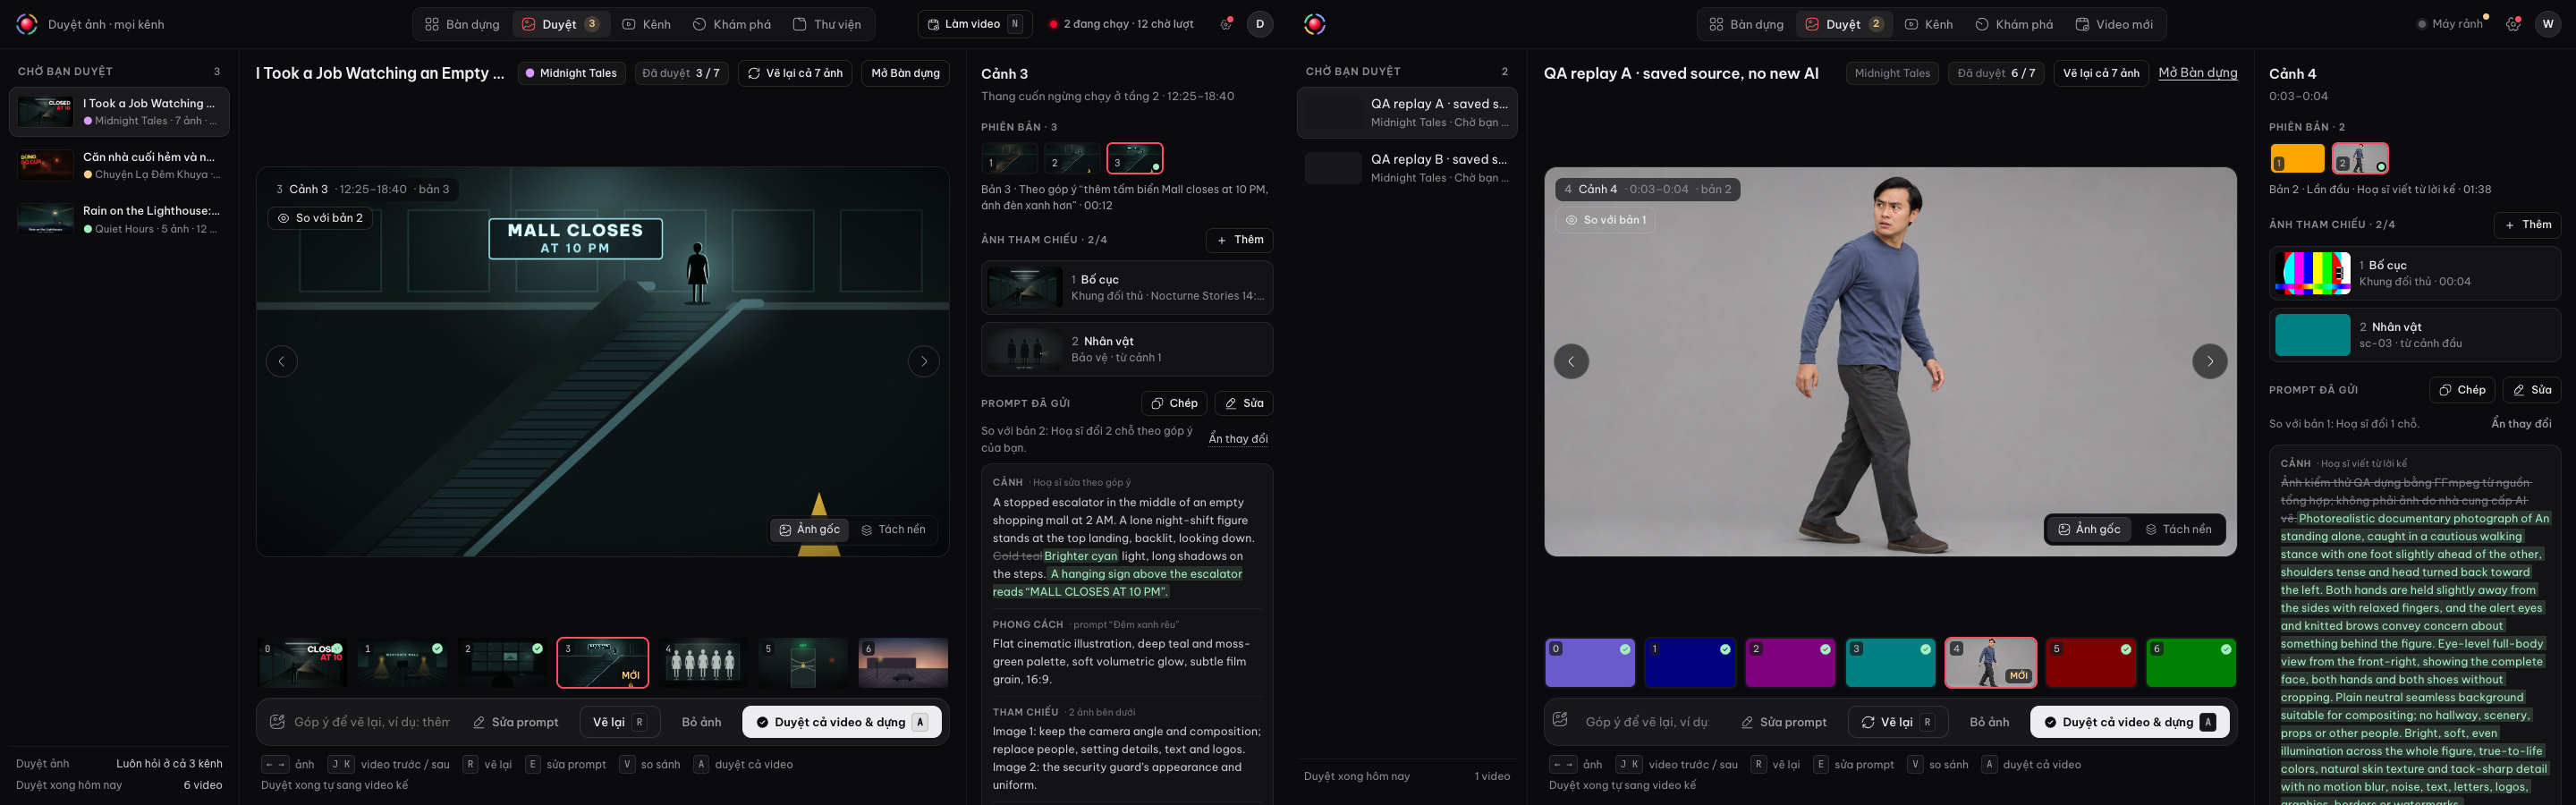 Duyệt ảnh · mọi kênh
Bàn dựng
Duyệt 3
Kênh
Khám phá
Thư viện
Làm video N
2 đang chạy · 12 chờ lượt
D
CHỜ BẠN DUYỆT 3
I Took a Job Watching ...
Midnight Tales · 7 ảnh · ...
Căn nhà cuối hẻm và n...
Chuyện Lạ Đêm Khuya · ...
Rain on the Lighthouse:...
Quiet Hours · 5 ảnh · 12 ...
Duyệt ảnh Luôn hỏi ở cả 3 kênh
Duyệt xong hôm nay 6 video
I Took a Job Watching an Empty ...
Midnight Tales
Đã duyệt 3 / 7
Vẽ lại cả 7 ảnh
Mở Bàn dựng
3 Cảnh 3 · 12:25–18:40 · bản 3
So với bản 2
MALL CLOSES
AT 10 PM
Ảnh gốc
Tách nền
0 CLOSED
AT 10
1
2
3
MỚI
4
5
6
Góp ý để vẽ lại, ví dụ: thêm
Sửa prompt
Vẽ lại R
Bỏ ảnh
Duyệt cả video & dựng A
← → ảnh J K video trước / sau R vẽ lại E sửa prompt V so sánh A duyệt cả video
Duyệt xong tự sang video kế
Cảnh 3
Thang cuốn ngừng chạy ở tầng 2 · 12:25–18:40
PHIÊN BẢN · 3
1
2
3
Bản 3 · Theo góp ý “thêm tấm biển Mall closes at 10 PM,
ánh đèn xanh hơn” · 00:12
ẢNH THAM CHIẾU · 2/4
Thêm
1 Bố cục
Khung đối thủ · Nocturne Stories 14:...
2 Nhân vật
Bảo vệ · từ cảnh 1
PROMPT ĐÃ GỬI
Chép
Sửa
So với bản 2: Hoạ sĩ đổi 2 chỗ theo góp ý
của bạn.
Ẩn thay đổi
CẢNH · Hoạ sĩ sửa theo góp ý
A stopped escalator in the middle of an empty
shopping mall at 2 AM. A lone night-shift figure
stands at the top landing, backlit, looking down.
Cold teal Brighter cyan light, long shadows on
the steps. A hanging sign above the escalator
reads “MALL CLOSES AT 10 PM”.
PHONG CÁCH · prompt “Đêm xanh rêu”
Flat cinematic illustration, deep teal and moss-
green palette, soft volumetric glow, subtle film
grain, 16:9.
THAM CHIẾU · 2 ảnh bên dưới
Image 1: keep the camera angle and composition;
replace people, setting details, text and logos.
Image 2: the security guard’s appearance and
uniform.
Bàn dựng
Duyệt 2
Kênh
Khám phá
Video mới
Máy rảnh
W
CHỜ BẠN DUYỆT 2
QA replay A · saved s...
Midnight Tales · Chờ bạn ...
QA replay B · saved s...
Midnight Tales · Chờ bạn ...
Duyệt xong hôm nay 1 video
QA replay A · saved source, no new AI
Midnight Tales
Đã duyệt 6 / 7
Vẽ lại cả 7 ảnh
Mở Bàn dựng
4 Cảnh 4 · 0:03–0:04 · bản 2
So với bản 1
Ảnh gốc
Tách nền
0
1
2
3
4
MỚI
5
6
Góp ý để vẽ lại, ví dụ:
Sửa prompt
Vẽ lại R
Bỏ ảnh
Duyệt cả video & dựng A
← → ảnh J K video trước / sau R vẽ lại E sửa prompt V so sánh A duyệt cả video
Duyệt xong tự sang video kế
Cảnh 4
0:03–0:04
PHIÊN BẢN · 2
1
2
Bản 2 · Lần đầu · Hoạ sĩ viết từ lời kể · 01:38
ẢNH THAM CHIẾU · 2/4
Thêm
1 Bố cục
Khung đối thủ · 00:04
2 Nhân vật
sc-03 · từ cảnh đầu
PROMPT ĐÃ GỬI
Chép
Sửa
So với bản 1: Hoạ sĩ đổi 1 chỗ.
Ẩn thay đổi
CẢNH · Hoạ sĩ viết từ lời kể
Ảnh kiểm thử QA dựng bằng FFmpeg từ nguồn
tổng hợp; không phải ảnh do nhà cung cấp AI
vẽ. Photorealistic documentary photograph of An
standing alone, caught in a cautious walking
stance with one foot slightly ahead of the other,
shoulders tense and head turned back toward
the left. Both hands are held slightly away from
the sides with relaxed fingers, and the alert eyes
and knitted brows convey concern about
something behind the figure. Eye-level full-body
view from the front-right, showing the complete
face, both hands and both shoes without
cropping. Plain neutral seamless background
suitable for compositing; no hallway, scenery,
props or other people. Bright, soft, even
illumination across the whole figure, true-to-life
colors, natural skin texture and tack-sharp detail
with no motion blur, noise, text, letters, logos,
graphics, borders or watermarks.